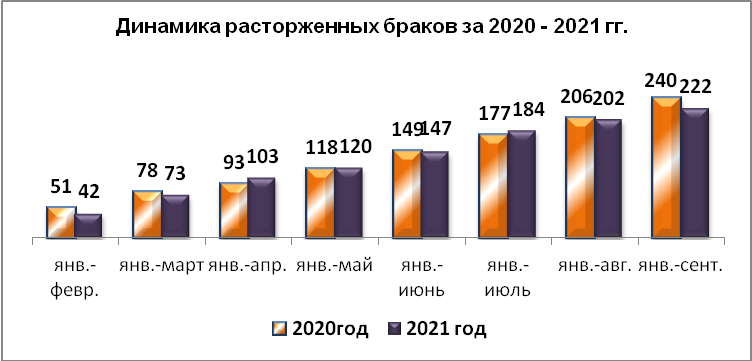 Динамика расторженных браков за 2020 - 2021 гг.
51 42 78 73 93 103 118 120 149 147 177 184 206 202 240 222
янв.-февр. янв.-март янв.-апр. янв.-май янв.-июнь янв.-июль янв.-авг. янв.-сент.
2020год 2021 год